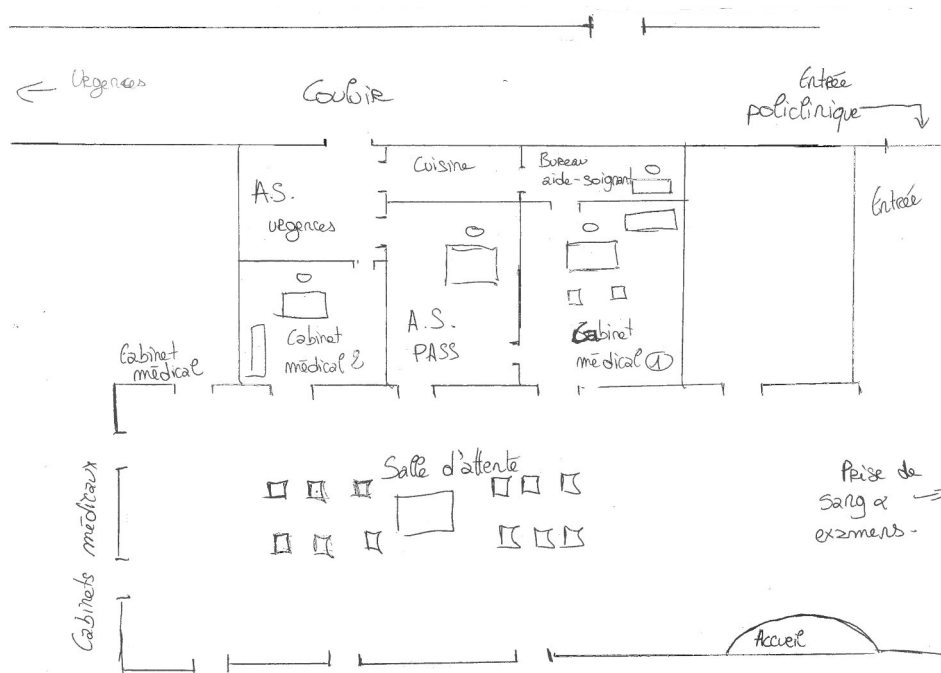 Urgences
Couloir
Entrée
policlinique
A.S.
urgences
Cuisine
Bureau
aide-soignant
Entrée
Cabinet
médical
Cabinet
médical 2
A.S.
PASS
Cabinet
médical 1
Salle d'attente
Cabinets médicaux
Prise de
sang &
examens-
Accueil